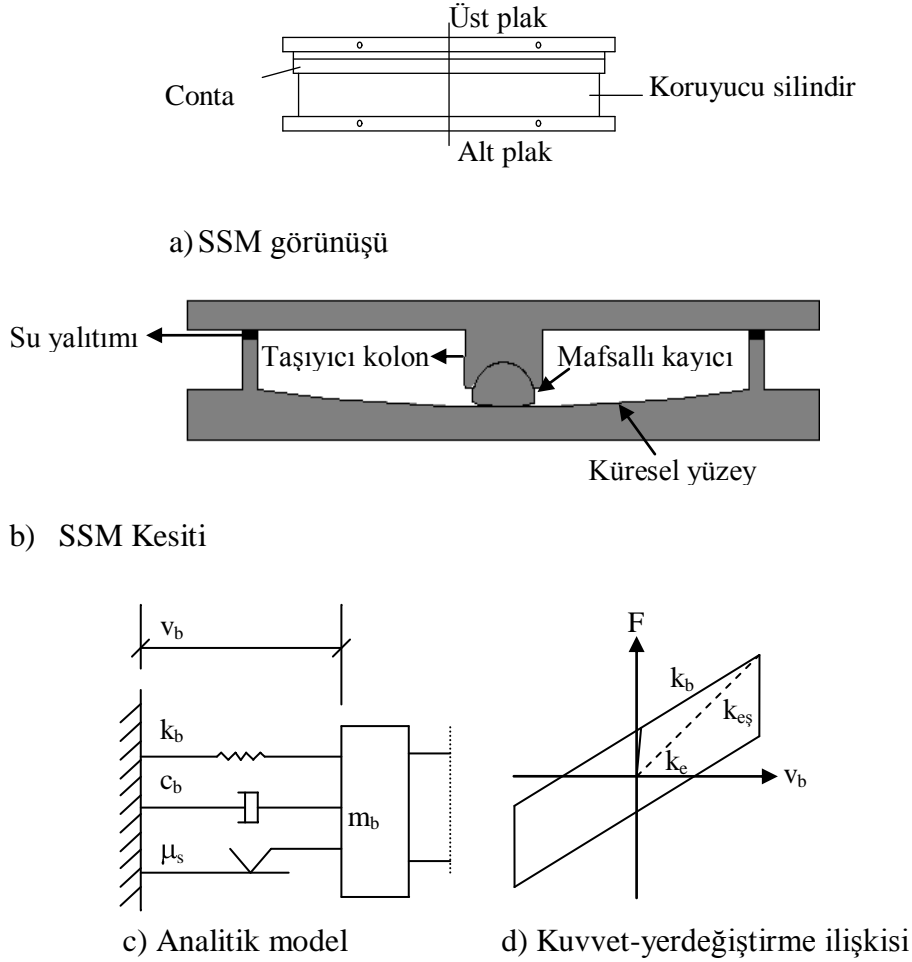 Üst plak
Conta
Koruyucu silindir
Alt plak
a) SSM görünüşü
Su yalıtımı
Taşıyıcı kolon
Mafsallı kayıcı
Küresel yüzey
b) SSM Kesiti
v_b
k_b
c_b
m_b
μ_s
c) Analitik model
F
k_b
k_eş
k_e
v_b
d) Kuvvet-yerdeğiştirme ilişkisi